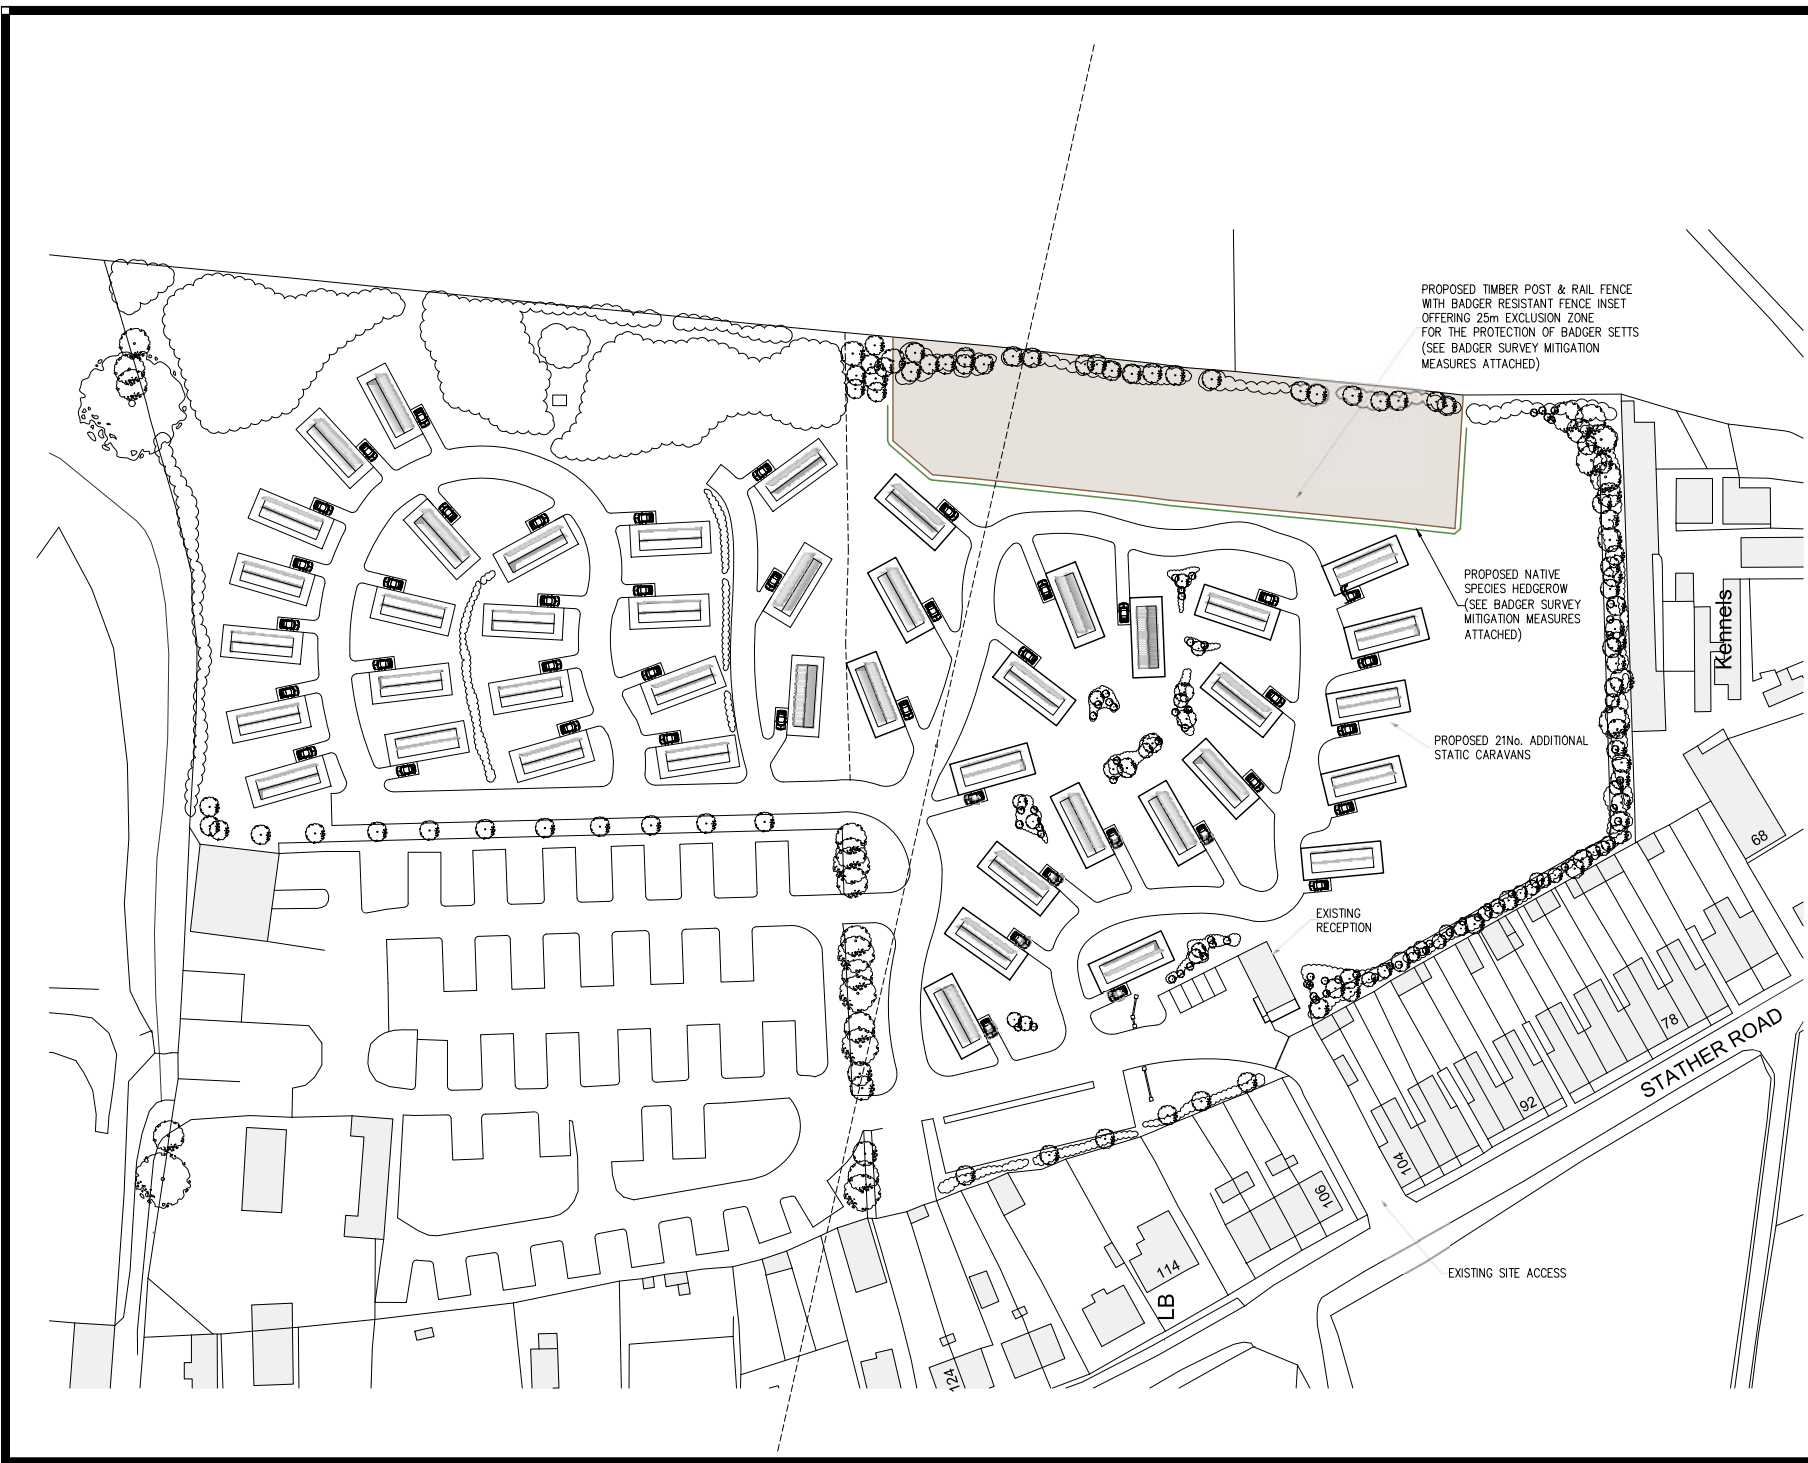 PROPOSED TIMBER POST & RAIL FENCE
WITH BADGER RESISTANT FENCE INSET
OFFERING 25m EXCLUSION ZONE
FOR THE PROTECTION OF BADGER SETTS
(SEE BADGER SURVEY MITIGATION
MEASURES ATTACHED)
PROPOSED NATIVE
SPECIES HEDGEROW
(SEE BADGER SURVEY
MITIGATION MEASURES
ATTACHED)
Kennels
PROPOSED 21No. ADDITIONAL
STATIC CARAVANS
68
EXISTING
RECEPTION
78
STATHER ROAD
92
104
106
114
LB
EXISTING SITE ACCESS
124